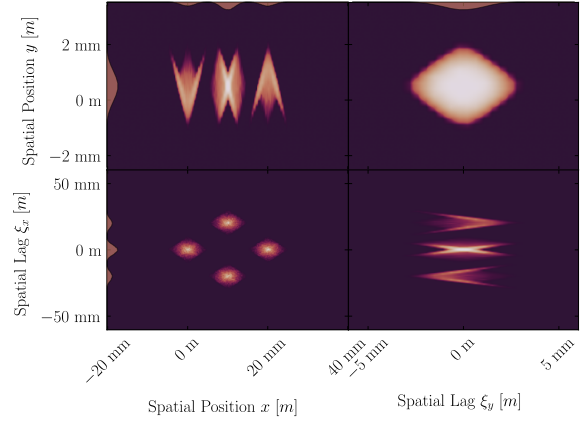 Spatial Position y [m]
2 mm
0 m
−2 mm
Spatial Lag ξx [m]
50 mm
0 m
−50 mm
−20 mm
0 m
20 mm
40 mm
−5 mm
0 m
5 mm
Spatial Position x [m]
Spatial Lag ξy [m]